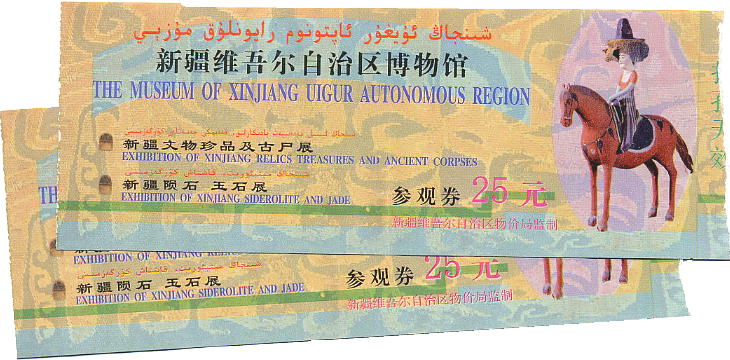 شىنجاڭ ئۇيغۇر ئاپتونوم رايونلۇق مۇزېي
新疆维吾尔自治区博物馆
THE MUSEUM OF XINJIANG UIGUR AUTONOMOUS REGION
新疆文物珍品及古尸展
EXHIBITION OF XINJIANG RELICS TREASURES AND ANCIENT CORPSES
新疆陨石 玉石展
EXHIBITION OF XINJIANG SIDEROLITE AND JADE
参观券 25元
新疆维吾尔自治区物价局监制
TH
EXHIBITION OF XINJIANG
新疆陨石 玉石展
EXHIBITION OF XINJIANG SIDEROLITE AND JADE
参观券 25元
新疆维吾尔自治区物价局监制